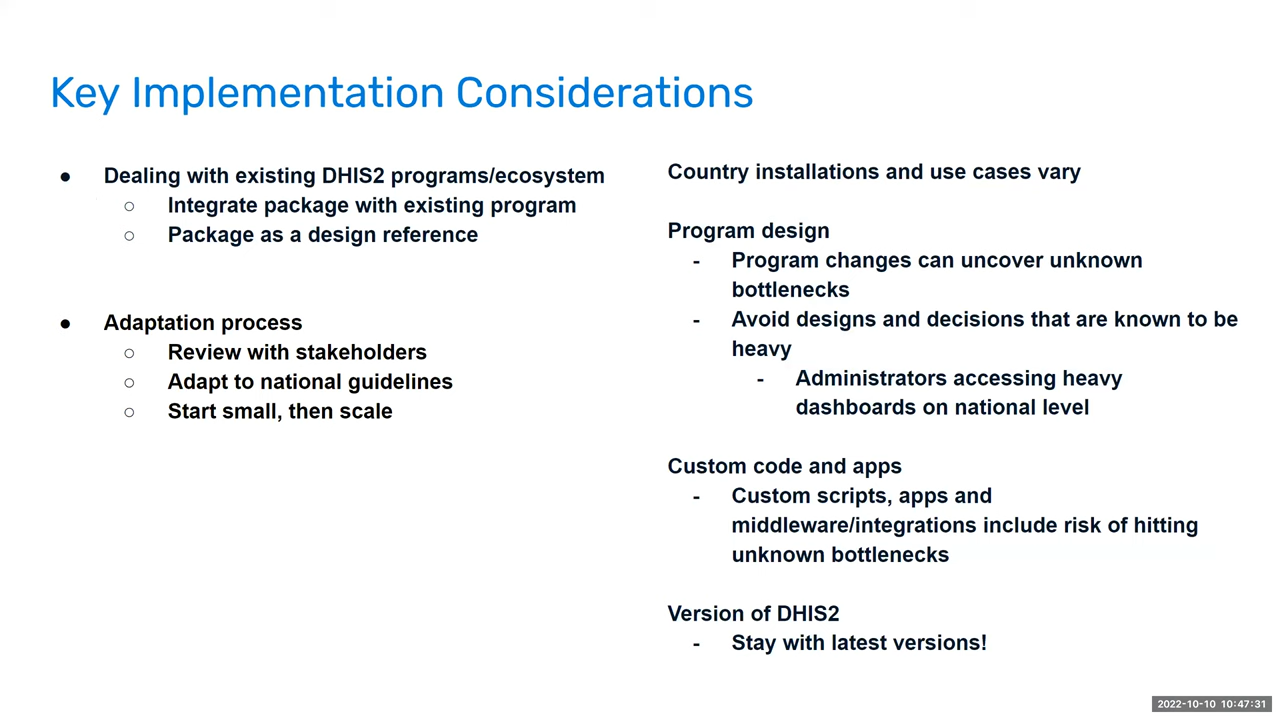 Key Implementation Considerations
● Dealing with existing DHIS2 programs/ecosystem
○ Integrate package with existing program
○ Package as a design reference
● Adaptation process
○ Review with stakeholders
○ Adapt to national guidelines
○ Start small, then scale
Country installations and use cases vary
Program design
- Program changes can uncover unknown
bottlenecks
- Avoid designs and decisions that are known to be
heavy
- Administrators accessing heavy
dashboards on national level
Custom code and apps
- Custom scripts, apps and
middleware/integrations include risk of hitting
unknown bottlenecks
Version of DHIS2
- Stay with latest versions!
2022-10-10 10:47:31